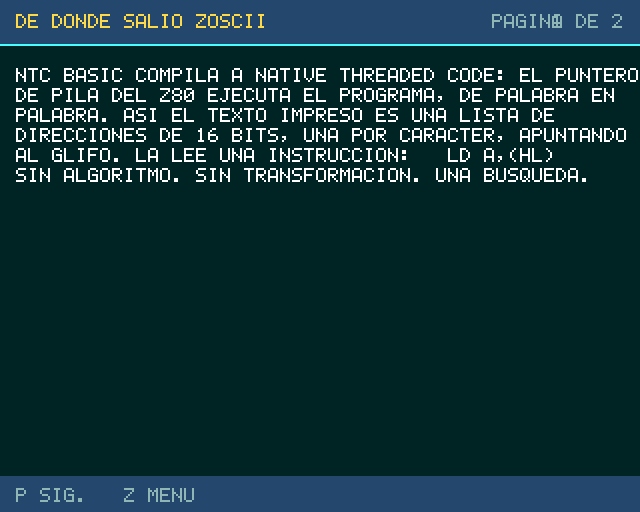 DE DONDE SALIO ZOSCII
PAGIN DE 2
NTC BASIC COMPILA A NATIVE THREADED CODE: EL PUNTERO
DE PILA DEL Z80 EJECUTA EL PROGRAMA, DE PALABRA EN
PALABRA. ASI EL TEXTO IMPRESO ES UNA LISTA DE
DIRECCIONES DE 16 BITS, UNA POR CARACTER, APUNTANDO
AL GLIFO. LA LEE UNA INSTRUCCION:   LD A,(HL)
SIN ALGORITMO. SIN TRANSFORMACION. UNA BUSQUEDA.
P SIG.   Z MENU